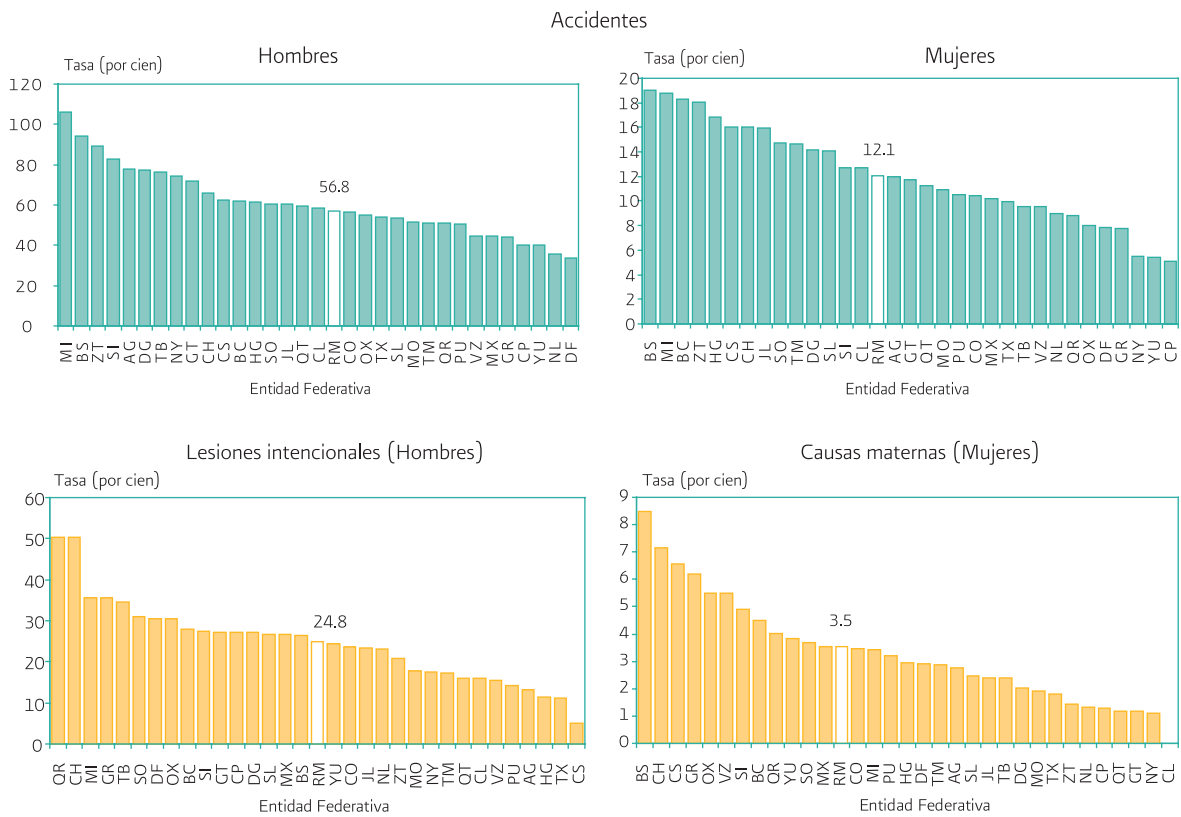 Accidentes
Hombres
Tasa (por cien)
120
100
80
60
40
20
0
56.8
MI BS ZT SI AG DG TB NY GT CH CS BC HG SO JL QT CL RM CO OX TX SL MO TM QR PU VZ MX GR CP YU NL DF
Entidad Federativa
Mujeres
Tasa (por cien)
20
18
16
14
12
10
8
6
4
2
0
12.1
BS MI BC ZT HG CS CH JL SO TM DG SL SI CL RM AG GT QT MO PU CO MX TX TB VZ NL QR OX DF GR NY YU CP
Entidad Federativa
Lesiones intencionales (Hombres)
Tasa (por cien)
60
50
40
30
20
10
0
24.8
QR CH MI GR TB SO DF OX BC SI GT CP DG SL MX BS RM YU CO JL NL ZT MO NY TM QT CL VZ PU AG HG TX CS
Entidad Federativa
Causas maternas (Mujeres)
Tasa (por cien)
9
8
7
6
5
4
3
2
1
0
3.5
BS CH CS GR OX VZ SI BC QR YU SO MX RM CO MI PU HG DF TM AG SL JL TB DG MO TX ZT NL CP QT GT NY CL
Entidad Federativa